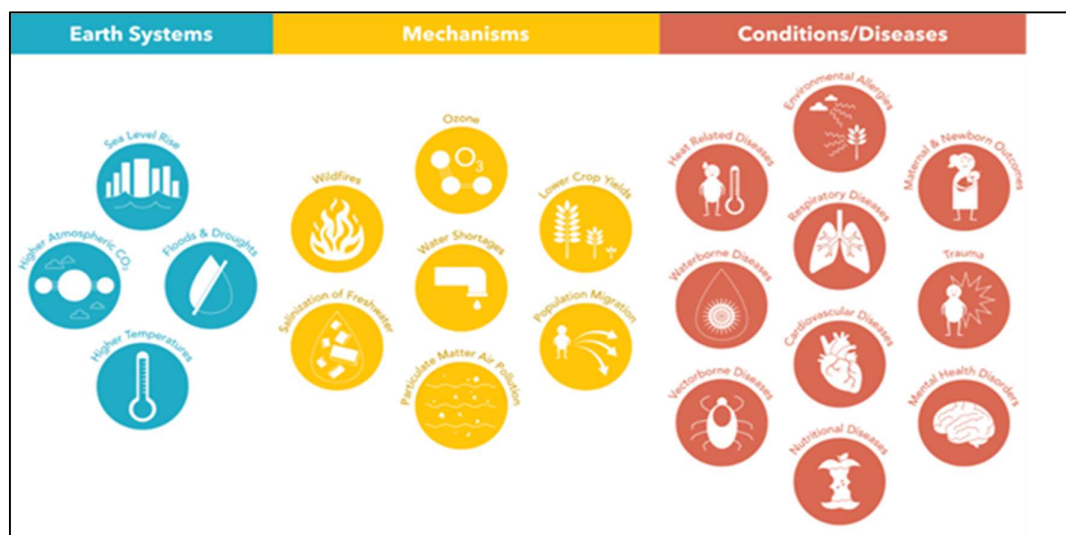 Earth Systems
Mechanisms
Conditions/Diseases
Sea Level Rise
Higher Atmospheric CO₂
Floods & Droughts
Higher Temperatures
Ozone
O₃
Wildfires
Lower Crop Yields
Water Shortages
Salinization of Freshwater
Population Migration
Particulate Matter Air Pollution
Environmental Allergies
Heat Related Diseases
Maternal & Newborn Outcomes
Respiratory Diseases
Waterborne Diseases
Trauma
Cardiovascular Diseases
Vectorborne Diseases
Mental Health Disorders
Nutritional Diseases